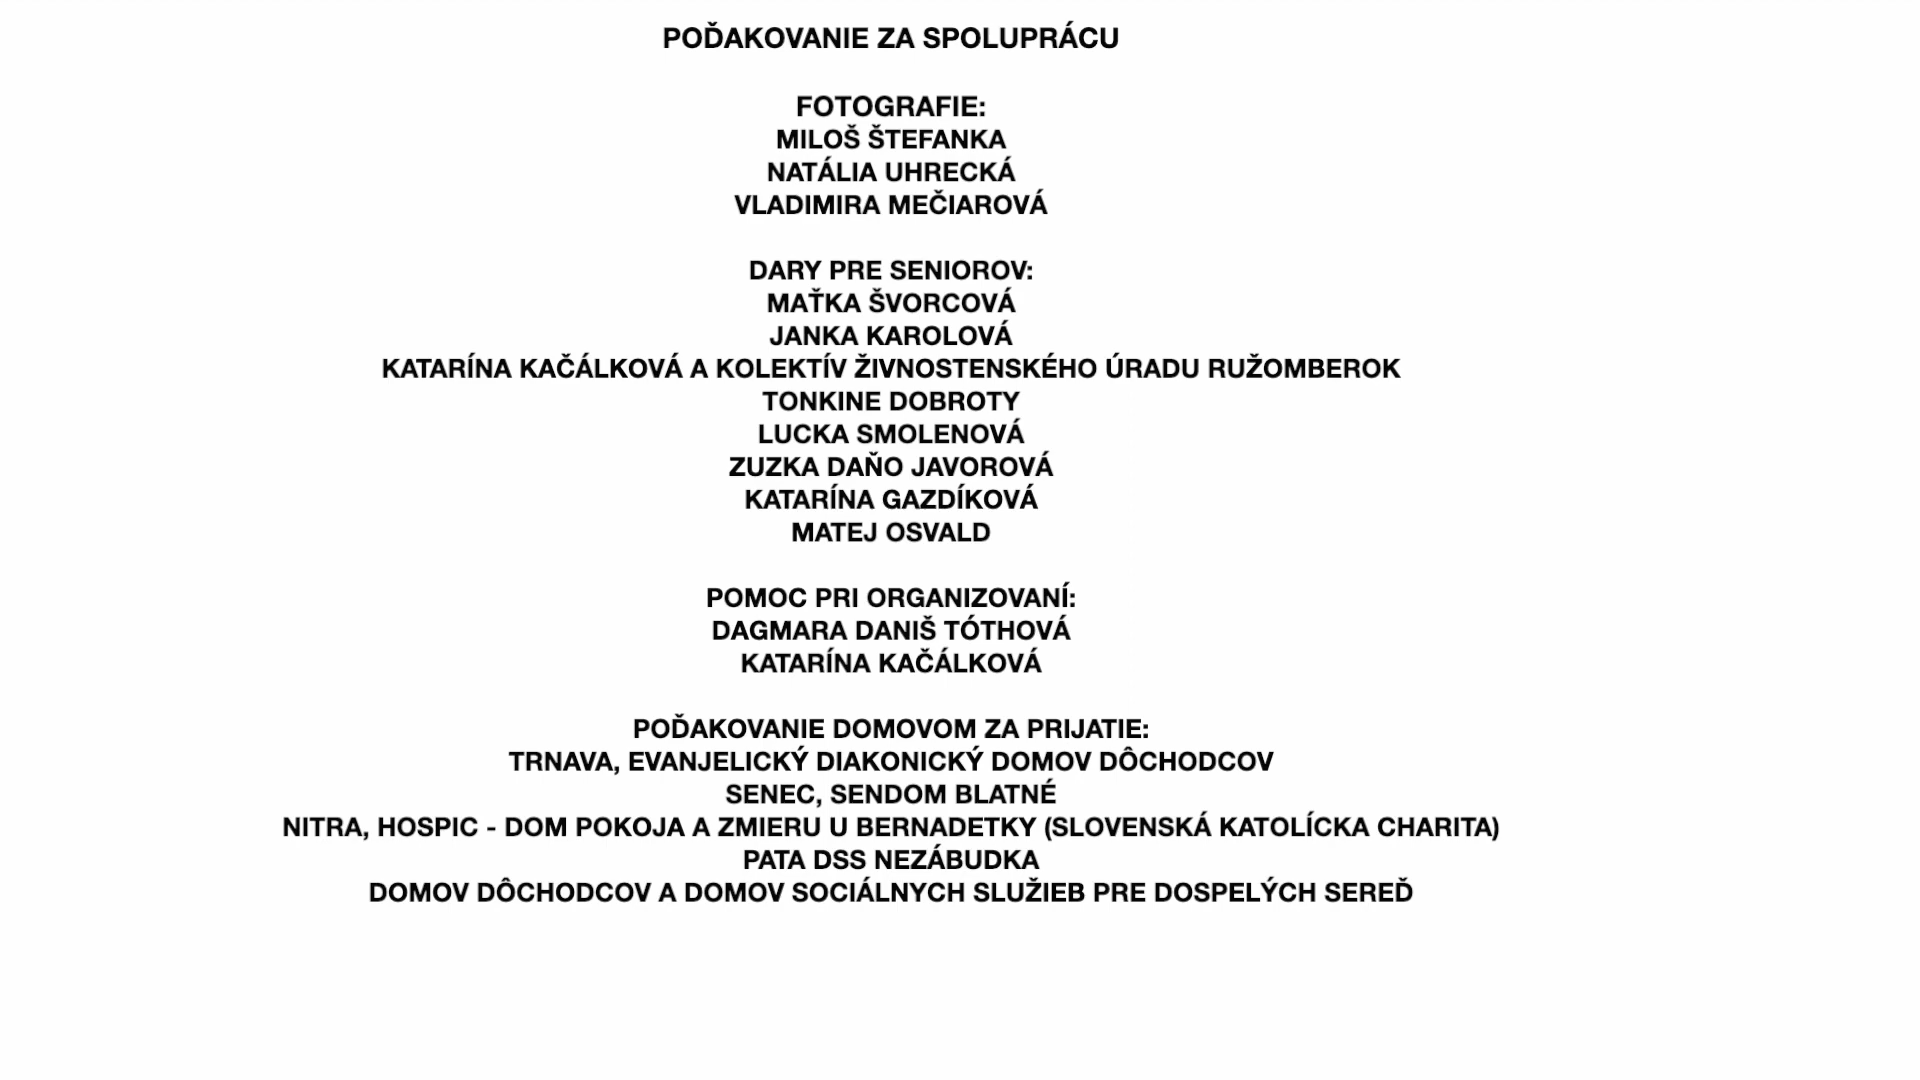 POĎAKOVANIE ZA SPOLUPRÁCU
FOTOGRAFIE:
MILOŠ ŠTEFANKA
NATÁLIA UHRECKÁ
VLADIMIRA MEČIAROVÁ
DARY PRE SENIOROV:
MAŤKA ŠVORCOVÁ
JANKA KAROLOVÁ
KATARÍNA KAČÁLKOVÁ A KOLEKTÍV ŽIVNOSTENSKÉHO ÚRADU RUŽOMBEROK
TONKINE DOBROTY
LUCKA SMOLENOVÁ
ZUZKA DAŇO JAVOROVÁ
KATARÍNA GAZDÍKOVÁ
MATEJ OSVALD
POMOC PRI ORGANIZOVANÍ:
DAGMARA DANIŠ TÓTHOVÁ
KATARÍNA KAČÁLKOVÁ
POĎAKOVANIE DOMOVOM ZA PRIJATIE:
TRNAVA, EVANJELICKÝ DIAKONICKÝ DOMOV DÔCHODCOV
SENEC, SENDOM BLATNÉ
NITRA, HOSPIC - DOM POKOJA A ZMIERU U BERNADETKY (SLOVENSKÁ KATOLÍCKA CHARITA)
PATA DSS NEZÁBUDKA
DOMOV DÔCHODCOV A DOMOV SOCIÁLNYCH SLUŽIEB PRE DOSPELÝCH SEREĎ